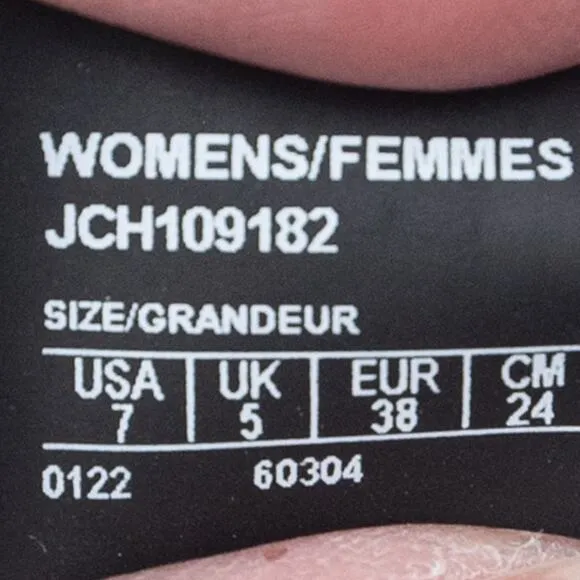 WOMENS/FEMMES
JCH109182
SIZE/GRANDEUR
USA UK EUR CM
7 5 38 24
0122 60304